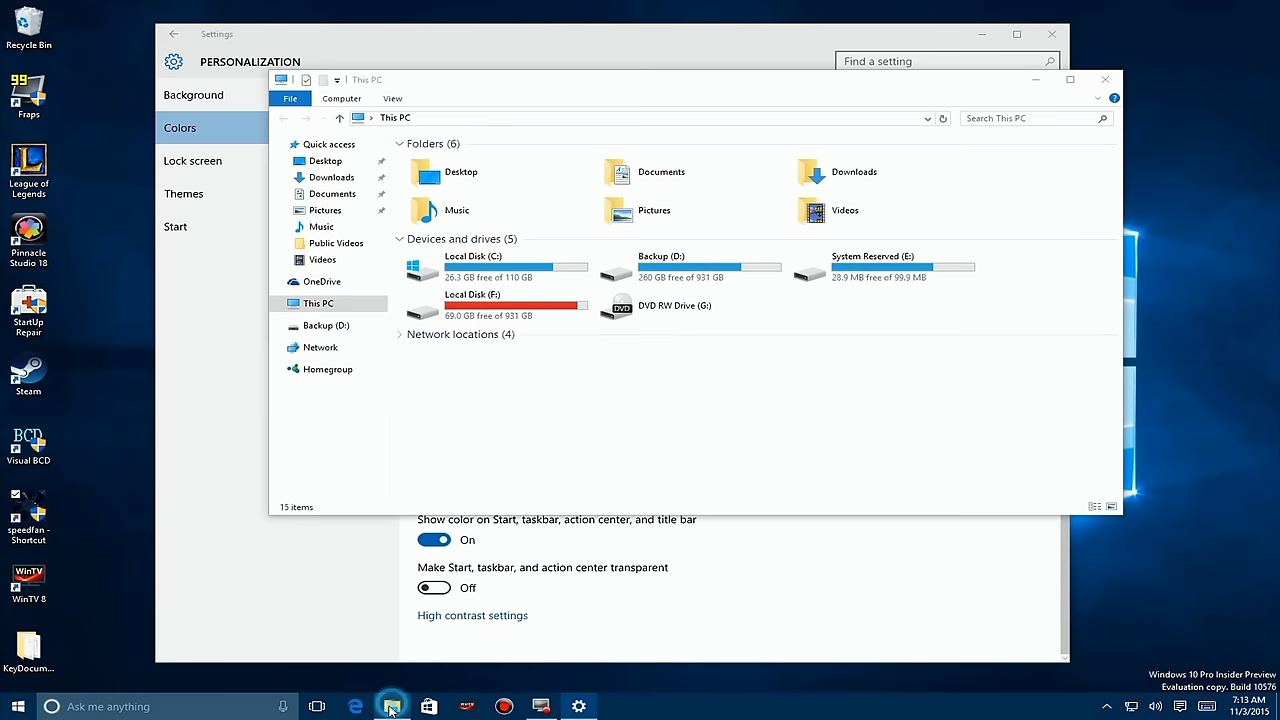 Recycle Bin
99
Fraps
League of
Legends
Pinnacle
Studio 18
StartUp
Repair
Steam
BCD
Visual BCD
speedfan -
Shortcut
WinTV
WinTV 8
KeyDocum...
Settings
PERSONALIZATION
Find a setting
Background
Colors
Lock screen
Themes
Start
This PC
File
Computer
View
This PC
Search This PC
Quick access
Desktop
Downloads
Documents
Pictures
Music
Public Videos
Videos
OneDrive
This PC
Backup (D:)
Network
Homegroup
Folders (6)
Desktop
Documents
Downloads
Music
Pictures
Videos
Devices and drives (5)
Local Disk (C:)
26.3 GB free of 110 GB
Backup (D:)
260 GB free of 931 GB
System Reserved (E:)
28.9 MB free of 99.9 MB
Local Disk (F:)
69.0 GB free of 931 GB
DVD
DVD RW Drive (G:)
Network locations (4)
15 items
Show color on Start, taskbar, action center, and title bar
On
Make Start, taskbar, and action center transparent
Off
High contrast settings
Windows 10 Pro Insider Preview
Evaluation copy. Build 10576
Ask me anything
7:13 AM
11/3/2015